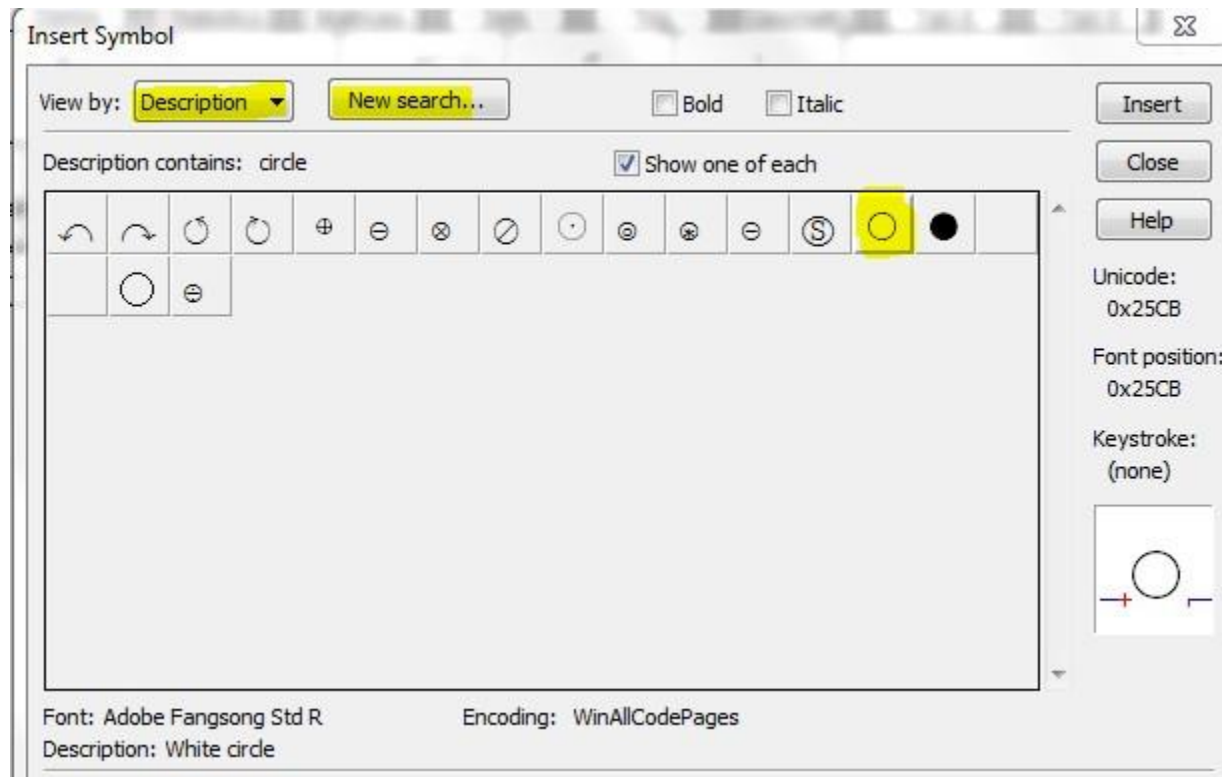 Insert Symbol
View by: Description New search... Bold Italic Insert
Description contains: circle Show one of each Close
Help
Unicode:
0x25CB
Font position:
0x25CB
Keystroke:
(none)
Font: Adobe Fangsong Std R Encoding: WinAllCodePages
Description: White circle